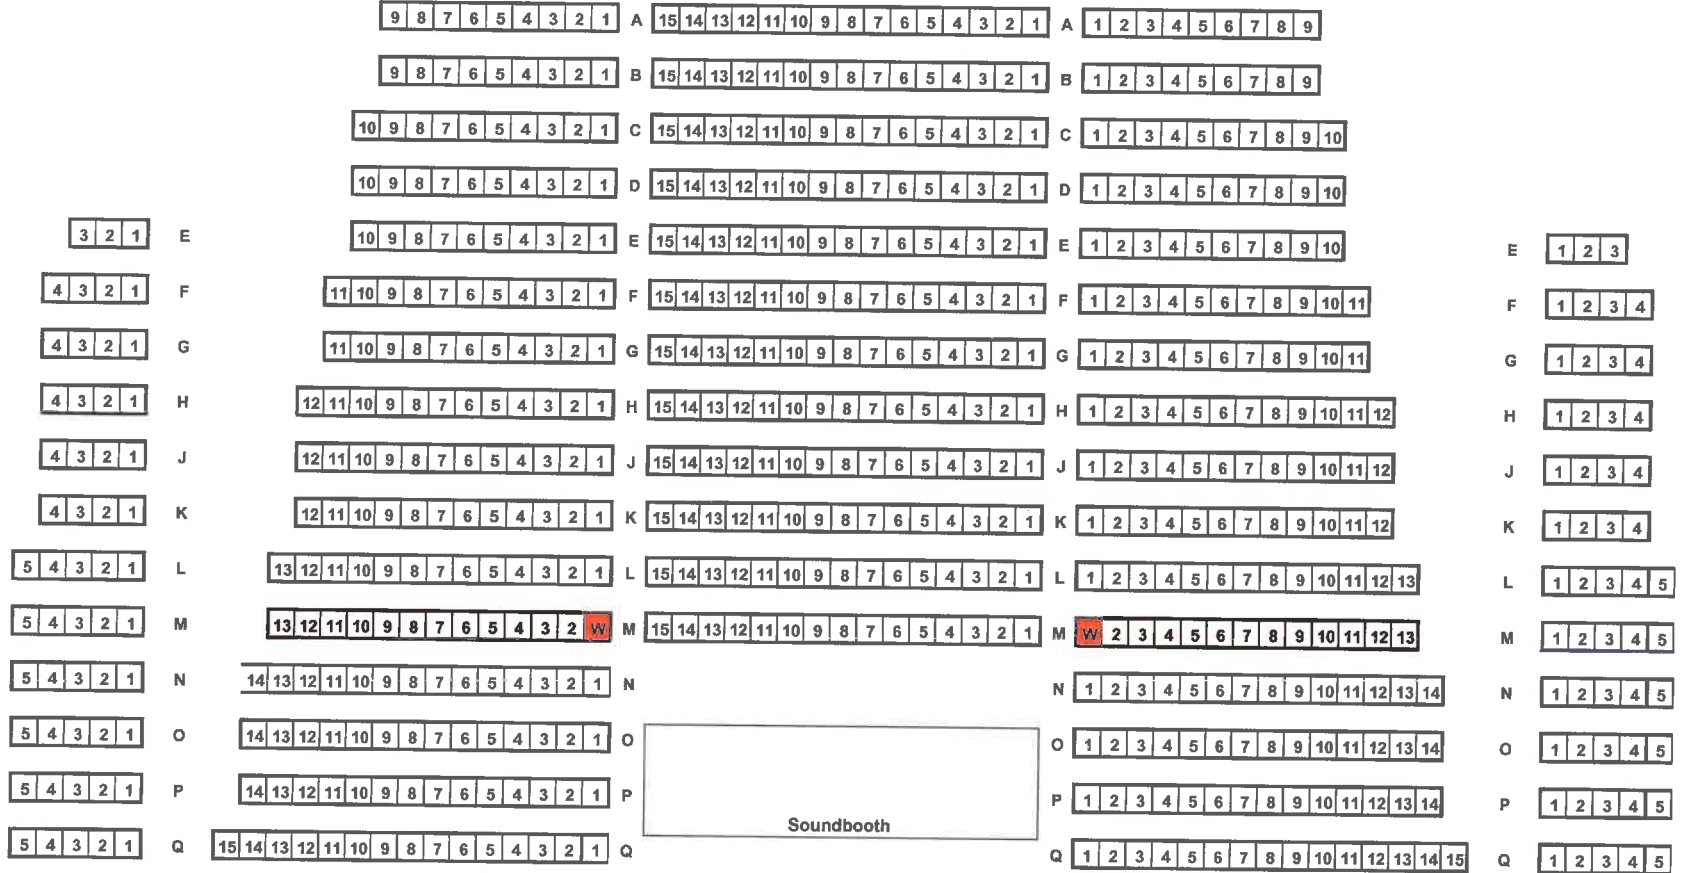 9 8 7 6 5 4 3 2 1 A 15 14 13 12 11 10 9 8 7 6 5 4 3 2 1 A 1 2 3 4 5 6 7 8 9
9 8 7 6 5 4 3 2 1 B 15 14 13 12 11 10 9 8 7 6 5 4 3 2 1 B 1 2 3 4 5 6 7 8 9
10 9 8 7 6 5 4 3 2 1 C 15 14 13 12 11 10 9 8 7 6 5 4 3 2 1 C 1 2 3 4 5 6 7 8 9 10
10 9 8 7 6 5 4 3 2 1 D 15 14 13 12 11 10 9 8 7 6 5 4 3 2 1 D 1 2 3 4 5 6 7 8 9 10
3 2 1 E 10 9 8 7 6 5 4 3 2 1 E 15 14 13 12 11 10 9 8 7 6 5 4 3 2 1 E 1 2 3 4 5 6 7 8 9 10 E 1 2 3
4 3 2 1 F 11 10 9 8 7 6 5 4 3 2 1 F 15 14 13 12 11 10 9 8 7 6 5 4 3 2 1 F 1 2 3 4 5 6 7 8 9 10 11 F 1 2 3 4
4 3 2 1 G 11 10 9 8 7 6 5 4 3 2 1 G 15 14 13 12 11 10 9 8 7 6 5 4 3 2 1 G 1 2 3 4 5 6 7 8 9 10 11 G 1 2 3 4
4 3 2 1 H 12 11 10 9 8 7 6 5 4 3 2 1 H 15 14 13 12 11 10 9 8 7 6 5 4 3 2 1 H 1 2 3 4 5 6 7 8 9 10 11 12 H 1 2 3 4
4 3 2 1 J 12 11 10 9 8 7 6 5 4 3 2 1 J 15 14 13 12 11 10 9 8 7 6 5 4 3 2 1 J 1 2 3 4 5 6 7 8 9 10 11 12 J 1 2 3 4
4 3 2 1 K 12 11 10 9 8 7 6 5 4 3 2 1 K 15 14 13 12 11 10 9 8 7 6 5 4 3 2 1 K 1 2 3 4 5 6 7 8 9 10 11 12 K 1 2 3 4
5 4 3 2 1 L 13 12 11 10 9 8 7 6 5 4 3 2 1 L 15 14 13 12 11 10 9 8 7 6 5 4 3 2 1 L 1 2 3 4 5 6 7 8 9 10 11 12 13 L 1 2 3 4 5
5 4 3 2 1 M 13 12 11 10 9 8 7 6 5 4 3 2 W M 15 14 13 12 11 10 9 8 7 6 5 4 3 2 1 M W 2 3 4 5 6 7 8 9 10 11 12 13 M 1 2 3 4 5
5 4 3 2 1 N 14 13 12 11 10 9 8 7 6 5 4 3 2 1 N N 1 2 3 4 5 6 7 8 9 10 11 12 13 14 N 1 2 3 4 5
5 4 3 2 1 O 14 13 12 11 10 9 8 7 6 5 4 3 2 1 O O 1 2 3 4 5 6 7 8 9 10 11 12 13 14 O 1 2 3 4 5
5 4 3 2 1 P 14 13 12 11 10 9 8 7 6 5 4 3 2 1 P P 1 2 3 4 5 6 7 8 9 10 11 12 13 14 P 1 2 3 4 5
Soundbooth
5 4 3 2 1 Q 15 14 13 12 11 10 9 8 7 6 5 4 3 2 1 Q Q 1 2 3 4 5 6 7 8 9 10 11 12 13 14 15 Q 1 2 3 4 5